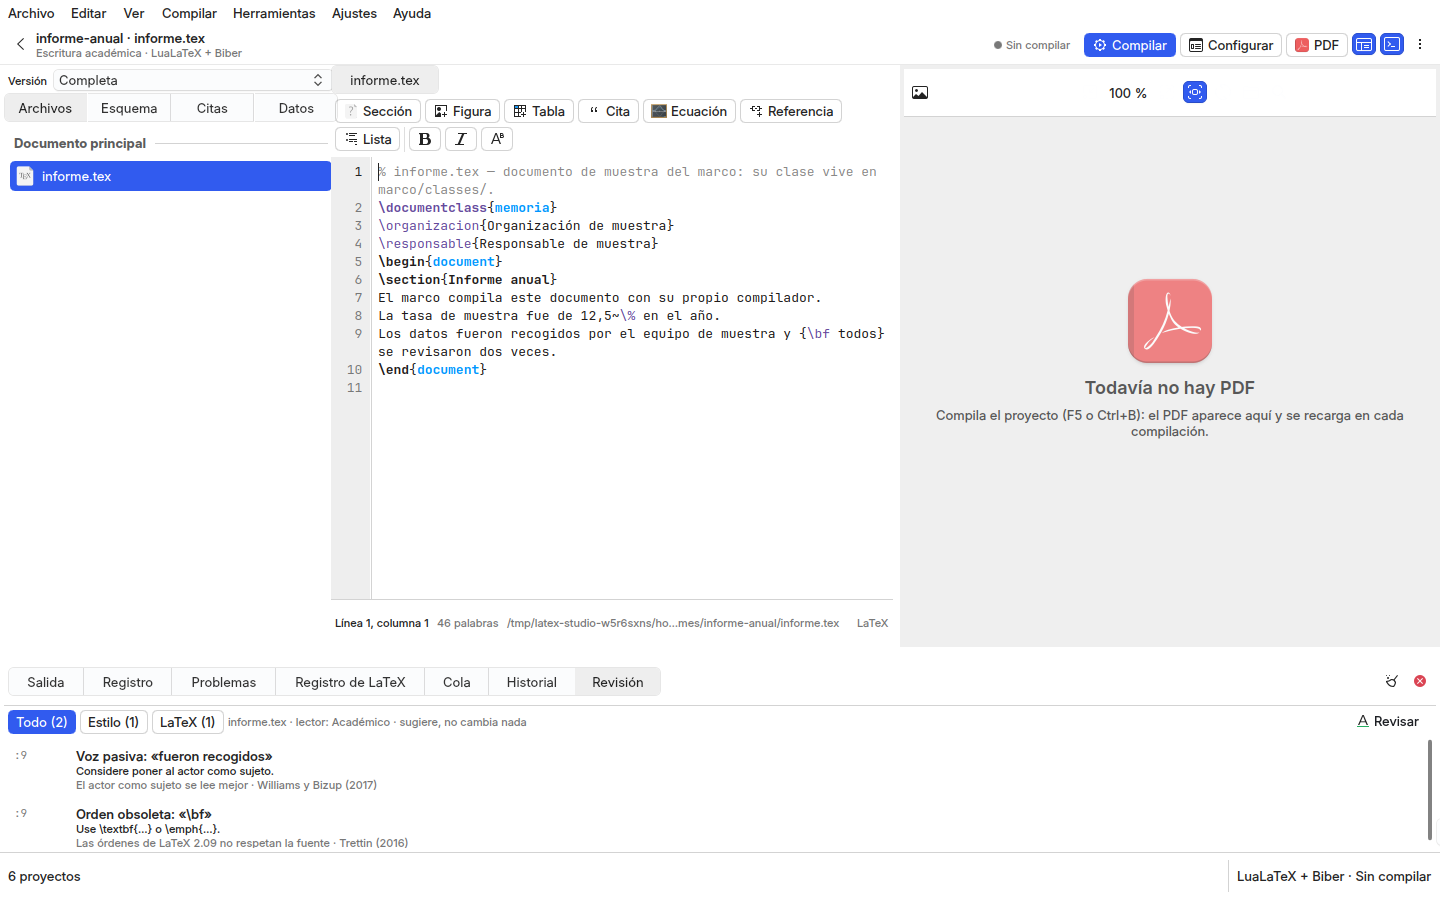 Archivo Editar Ver Compilar Herramientas Ajustes Ayuda
informe-anual · informe.tex
Escritura académica · LuaLaTeX + Biber
Sin compilar
Compilar
Configurar
PDF
Versión Completa
informe.tex
Archivos Esquema Citas Datos
Sección Figura Tabla Cita Ecuación Referencia
Lista B I A
Documento principal
informe.tex
1 % informe.tex — documento de muestra del marco: su clase vive en
marco/classes/.
2 \documentclass{memoria}
3 \organizacion{Organización de muestra}
4 \responsable{Responsable de muestra}
5 \begin{document}
6 \section{Informe anual}
7 El marco compila este documento con su propio compilador.
8 La tasa de muestra fue de 12,5~\% en el año.
9 Los datos fueron recogidos por el equipo de muestra y {\bf todos}
se revisaron dos veces.
10 \end{document}
11
Línea 1, columna 1 46 palabras /tmp/latex-studio-w5r6sxns/ho...mes/informe-anual/informe.tex LaTeX
100 %
Todavía no hay PDF
Compila el proyecto (F5 o Ctrl+B): el PDF aparece aquí y se recarga en cada
compilación.
Salida Registro Problemas Registro de LaTeX Cola Historial Revisión
Todo (2) Estilo (1) LaTeX (1) informe.tex · lector: Académico · sugiere, no cambia nada
Revisar
:9 Voz pasiva: «fueron recogidos»
Considere poner al actor como sujeto.
El actor como sujeto se lee mejor · Williams y Bizup (2017)
:9 Orden obsoleta: «\bf»
Use \textbf{...} o \emph{...}.
Las órdenes de LaTeX 2.09 no respetan la fuente · Trettin (2016)
6 proyectos
LuaLaTeX + Biber · Sin compilar